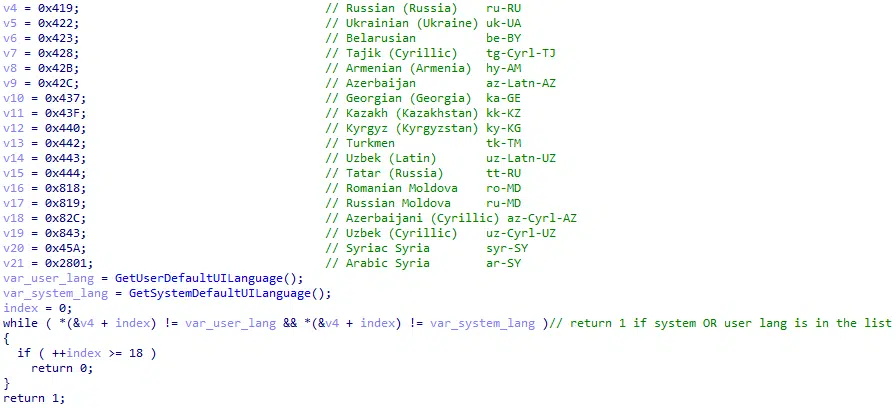 v4 = 0x419; // Russian (Russia) ru-RU
v5 = 0x422; // Ukrainian (Ukraine) uk-UA
v6 = 0x423; // Belarusian be-BY
v7 = 0x428; // Tajik (Cyrillic) tg-Cyrl-TJ
v8 = 0x42B; // Armenian (Armenia) hy-AM
v9 = 0x42C; // Azerbaijan az-Latn-AZ
v10 = 0x437; // Georgian (Georgia) ka-GE
v11 = 0x43F; // Kazakh (Kazakhstan) kk-KZ
v12 = 0x440; // Kyrgyz (Kyrgyzstan) ky-KG
v13 = 0x442; // Turkmen tk-TM
v14 = 0x443; // Uzbek (Latin) uz-Latn-UZ
v15 = 0x444; // Tatar (Russia) tt-RU
v16 = 0x818; // Romanian Moldova ro-MD
v17 = 0x819; // Russian Moldova ru-MD
v18 = 0x82C; // Azerbaijani (Cyrillic) az-Cyrl-AZ
v19 = 0x843; // Uzbek (Cyrillic) uz-Cyrl-UZ
v20 = 0x45A; // Syriac Syria syr-SY
v21 = 0x2801; // Arabic Syria ar-SY
var_user_lang = GetUserDefaultUILanguage();
var_system_lang = GetSystemDefaultUILanguage();
index = 0;
while ( *(&v4 + index) != var_user_lang && *(&v4 + index) != var_system_lang )// return 1 if system OR user lang is in the list
{
if ( ++index >= 18 )
return 0;
}
return 1;